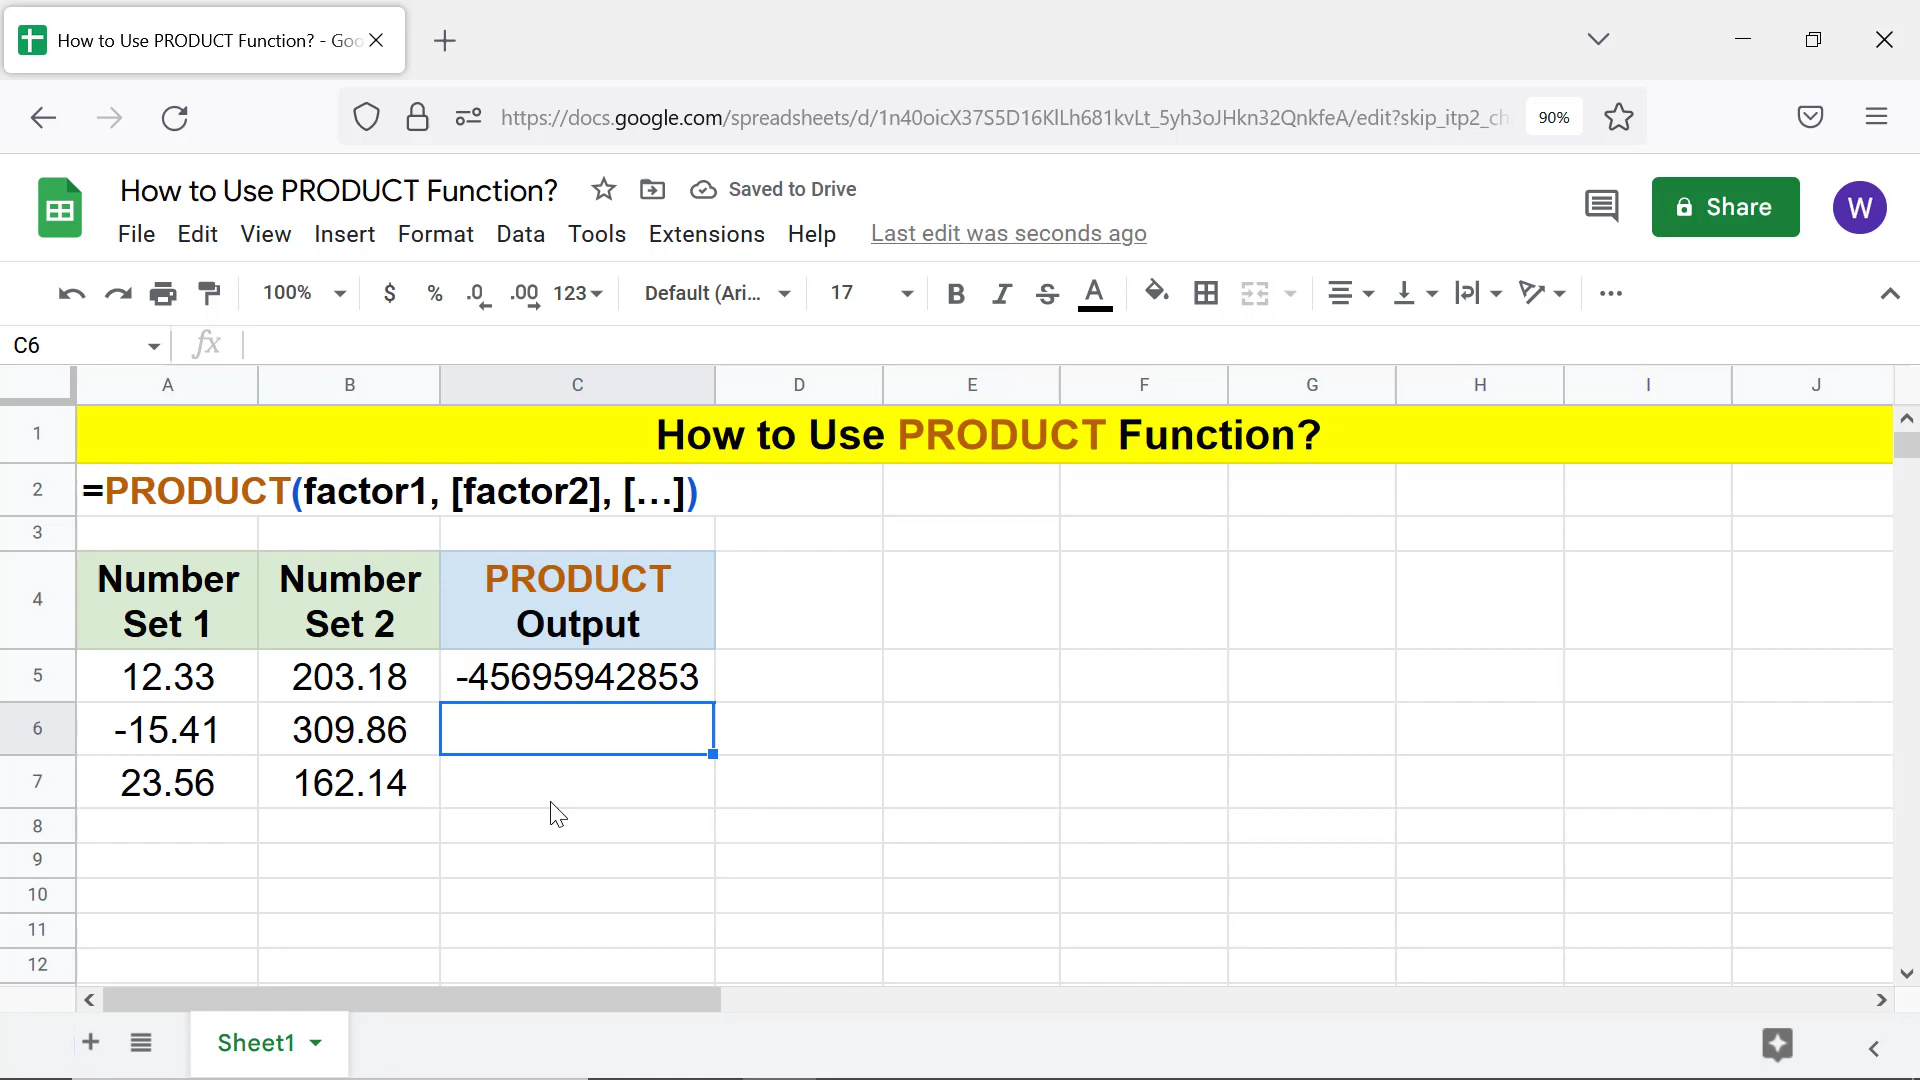 How to Use PRODUCT Function? - Goo
https://docs.google.com/spreadsheets/d/1n40oicX37S5D16KlLh681kvLt_5yh3oJHkn32QnkfeA/edit?skip_itp2_ch
90%
How to Use PRODUCT Function?
Saved to Drive
Share
W
File Edit View Insert Format Data Tools Extensions Help Last edit was seconds ago
100% $ % .0 .00 123 Default (Ari... 17 B I S A
C6 fx
A B C D E F G H I J
1 How to Use PRODUCT Function?
2 =PRODUCT(factor1, [factor2], […])
3
4 Number Set 1 Number Set 2 PRODUCT Output
5 12.33 203.18 -45695942853
6 -15.41 309.86
7 23.56 162.14
8
9
10
11
12
Sheet1